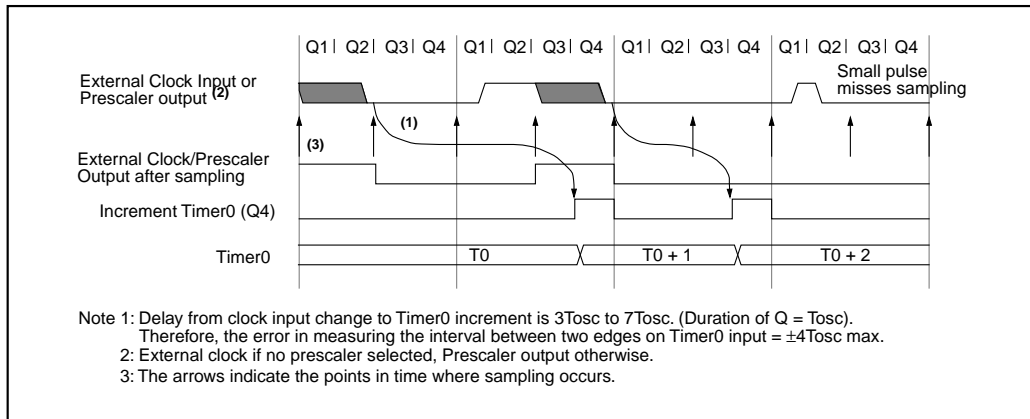 Q1| Q2| Q3| Q4 Q1| Q2| Q3| Q4 Q1| Q2| Q3| Q4 Q1| Q2| Q3| Q4
External Clock Input or
Prescaler output (2)
Small pulse
misses sampling
(1)
(3)
External Clock/Prescaler
Output after sampling
Increment Timer0 (Q4)
Timer0
T0 T0 + 1 T0 + 2
Note 1: Delay from clock input change to Timer0 increment is 3Tosc to 7Tosc. (Duration of Q = Tosc).
Therefore, the error in measuring the interval between two edges on Timer0 input = ±4Tosc max.
2: External clock if no prescaler selected, Prescaler output otherwise.
3: The arrows indicate the points in time where sampling occurs.